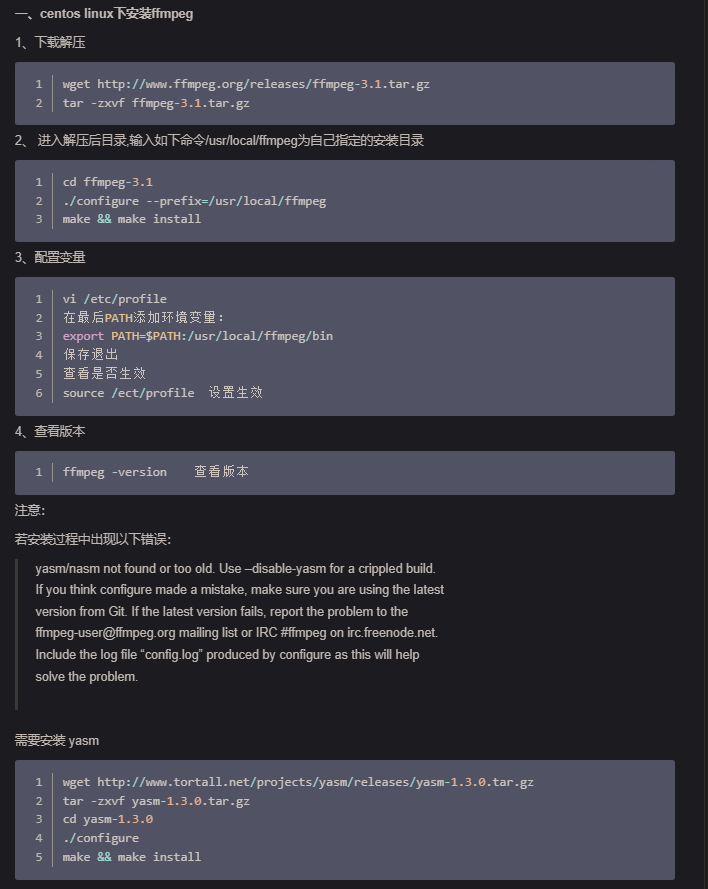 一、centos linux下安装ffmpeg
1、下载解压
1 wget http://www.ffmpeg.org/releases/ffmpeg-3.1.tar.gz
2 tar -zxvf ffmpeg-3.1.tar.gz
2、 进入解压后目录,输入如下命令/usr/local/ffmpeg为自己指定的安装目录
1 cd ffmpeg-3.1
2 ./configure --prefix=/usr/local/ffmpeg
3 make && make install
3、配置变量
1 vi /etc/profile
2 在最后PATH添加环境变量：
3 export PATH=$PATH:/usr/local/ffmpeg/bin
4 保存退出
5 查看是否生效
6 source /ect/profile  设置生效
4、查看版本
1 ffmpeg -version    查看版本
注意：
若安装过程中出现以下错误：
yasm/nasm not found or too old. Use –disable-yasm for a crippled build.
If you think configure made a mistake, make sure you are using the latest
version from Git. If the latest version fails, report the problem to the
ffmpeg-user@ffmpeg.org mailing list or IRC #ffmpeg on irc.freenode.net.
Include the log file “config.log” produced by configure as this will help
solve the problem.
需要安装 yasm
1 wget http://www.tortall.net/projects/yasm/releases/yasm-1.3.0.tar.gz
2 tar -zxvf yasm-1.3.0.tar.gz
3 cd yasm-1.3.0
4 ./configure
5 make && make install